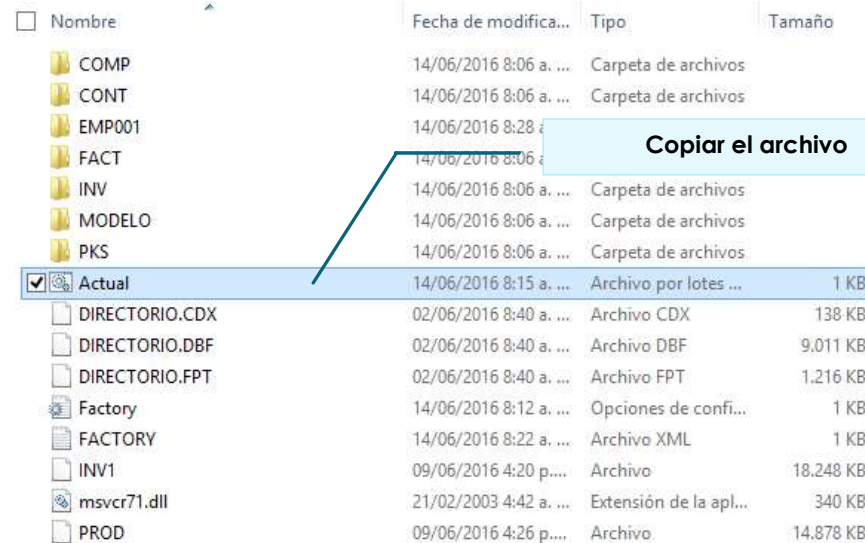 Nombre Fecha de modifica... Tipo Tamaño
COMP 14/06/2016 8:06 a. ... Carpeta de archivos
CONT 14/06/2016 8:06 a. ... Carpeta de archivos
EMP001 14/06/2016 8:28 a
Copiar el archivo
FACT 14/06/2016 8:06 a
INV 14/06/2016 8:06 a. ... Carpeta de archivos
MODELO 14/06/2016 8:06 a. ... Carpeta de archivos
PKS 14/06/2016 8:06 a. ... Carpeta de archivos
Actual 14/06/2016 8:15 a. ... Archivo por lotes ... 1 KB
DIRECTORIO.CDX 02/06/2016 8:40 a. ... Archivo CDX 138 KB
DIRECTORIO.DBF 02/06/2016 8:40 a. ... Archivo DBF 9.011 KB
DIRECTORIO.FPT 02/06/2016 8:40 a. ... Archivo FPT 1.216 KB
Factory 14/06/2016 8:12 a. ... Opciones de confi... 1 KB
FACTORY 14/06/2016 8:22 a. ... Archivo XML 1 KB
INV1 09/06/2016 4:20 p.... Archivo 18.248 KB
msvcr71.dll 21/02/2003 4:42 a. ... Extensión de la apl... 340 KB
PROD 09/06/2016 4:26 p.... Archivo 14.878 KB